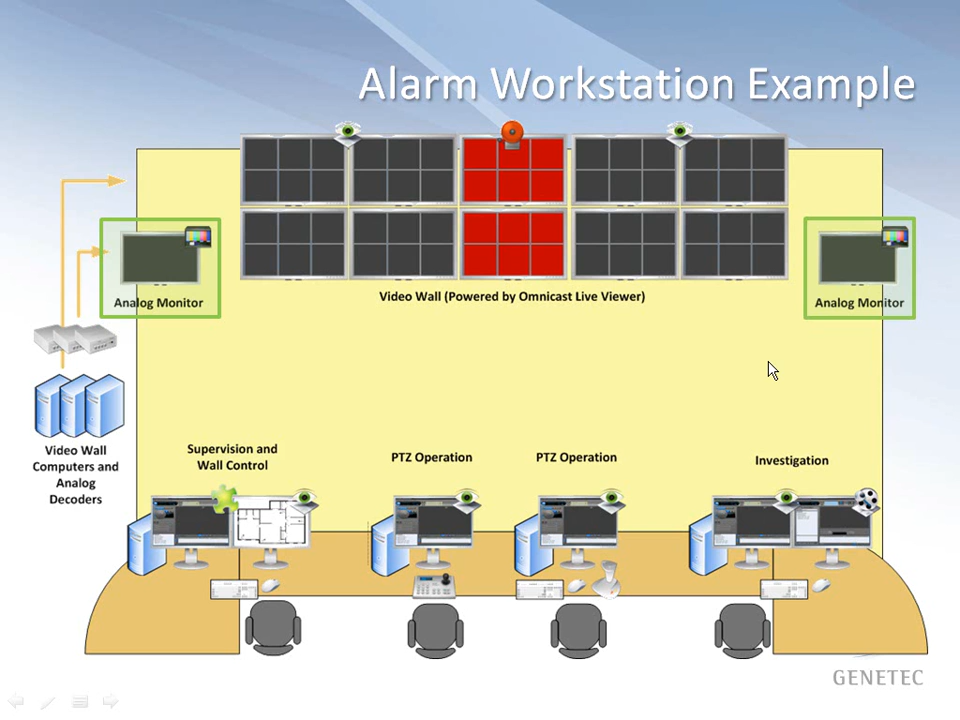 Alarm Workstation Example
Analog Monitor
Video Wall (Powered by Omnicast Live Viewer)
Analog Monitor
Video Wall
Computers and
Analog
Decoders
Supervision and
Wall Control
PTZ Operation
PTZ Operation
Investigation
GENETEC